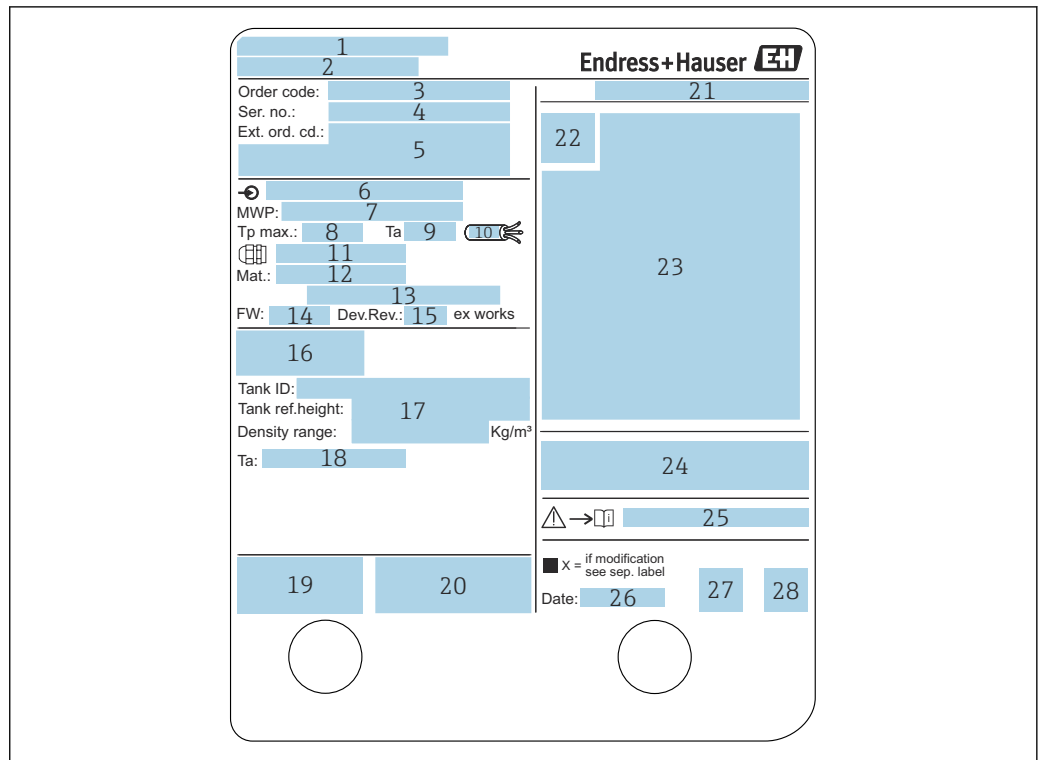 1
2
Endress+Hauser EH
Order code: 3
Ser. no.: 4
Ext. ord. cd.:
5
6
MWP: 7
Tp max.: 8 Ta 9 10
11
Mat.: 12
13
FW: 14 Dev.Rev.: 15 ex works
16
Tank ID:
Tank ref.height: 17
Density range: Kg/m³
Ta: 18
19 20
21
22
23
24
i 25
X = if modification
see sep. label
Date: 26 27 28